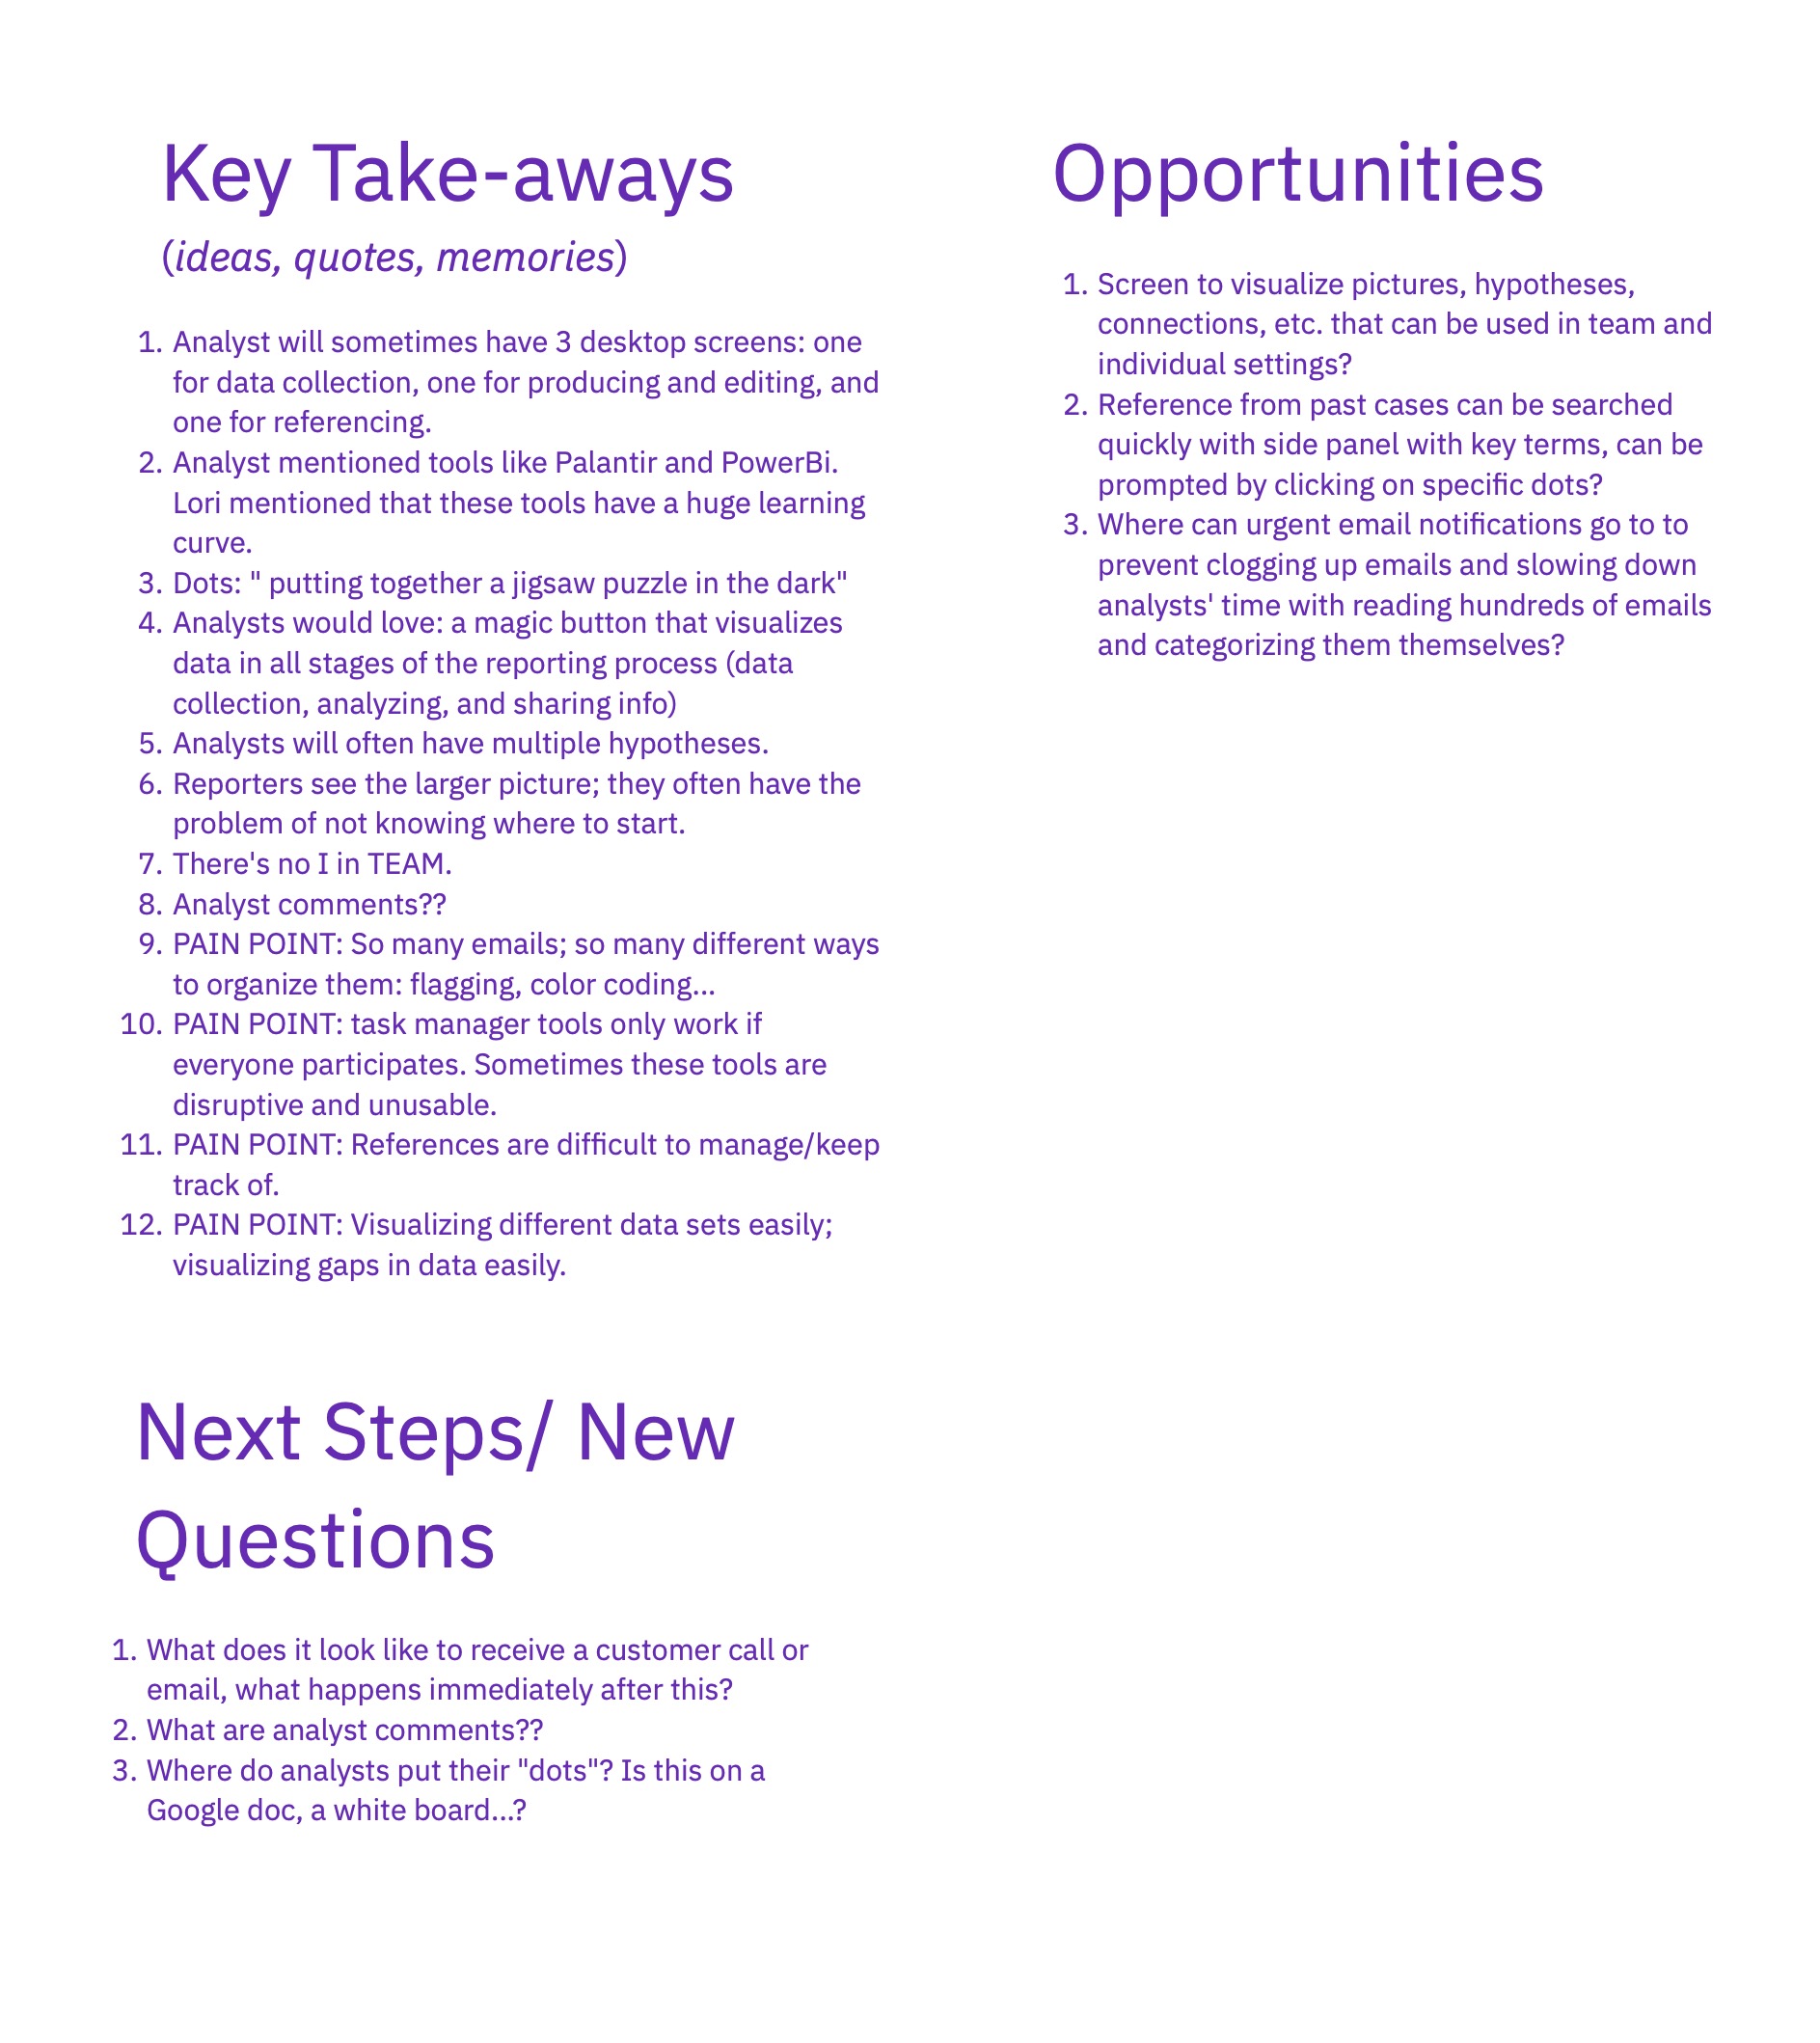 Key Take-aways
(ideas, quotes, memories)
1. Analyst will sometimes have 3 desktop screens: one
for data collection, one for producing and editing, and
one for referencing.
2. Analyst mentioned tools like Palantir and PowerBi.
Lori mentioned that these tools have a huge learning
curve.
3. Dots: " putting together a jigsaw puzzle in the dark"
4. Analysts would love: a magic button that visualizes
data in all stages of the reporting process (data
collection, analyzing, and sharing info)
5. Analysts will often have multiple hypotheses.
6. Reporters see the larger picture; they often have the
problem of not knowing where to start.
7. There's no I in TEAM.
8. Analyst comments??
9. PAIN POINT: So many emails; so many different ways
to organize them: flagging, color coding...
10. PAIN POINT: task manager tools only work if
everyone participates. Sometimes these tools are
disruptive and unusable.
11. PAIN POINT: References are difficult to manage/keep
track of.
12. PAIN POINT: Visualizing different data sets easily;
visualizing gaps in data easily.
Opportunities
1. Screen to visualize pictures, hypotheses,
connections, etc. that can be used in team and
individual settings?
2. Reference from past cases can be searched
quickly with side panel with key terms, can be
prompted by clicking on specific dots?
3. Where can urgent email notifications go to to
prevent clogging up emails and slowing down
analysts' time with reading hundreds of emails
and categorizing them themselves?
Next Steps/ New
Questions
1. What does it look like to receive a customer call or
email, what happens immediately after this?
2. What are analyst comments??
3. Where do analysts put their "dots"? Is this on a
Google doc, a white board...?